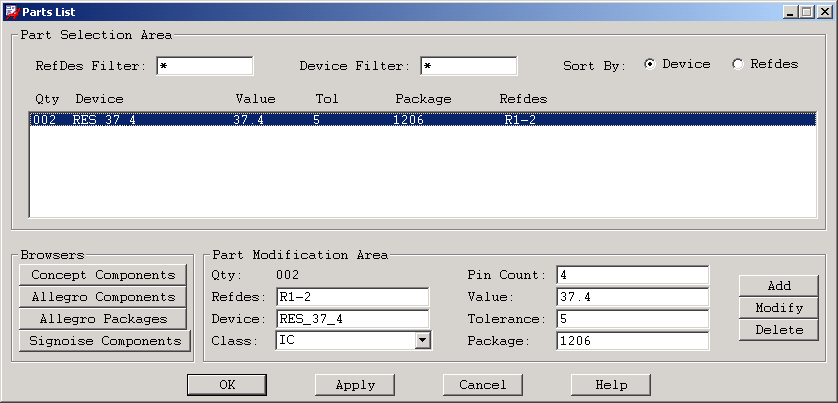 Parts List
Part Selection Area
RefDes Filter: * Device Filter: * Sort By: Device Refdes
Qty Device Value Tol Package Refdes
002 RES_37_4 37.4 5 1206 R1-2
Browsers
Concept Components
Allegro Components
Allegro Packages
Signoise Components
Part Modification Area
Qty: 002 Pin Count: 4
Refdes: R1-2 Value: 37.4
Device: RES_37_4 Tolerance: 5
Class: IC Package: 1206
Add
Modify
Delete
OK Apply Cancel Help